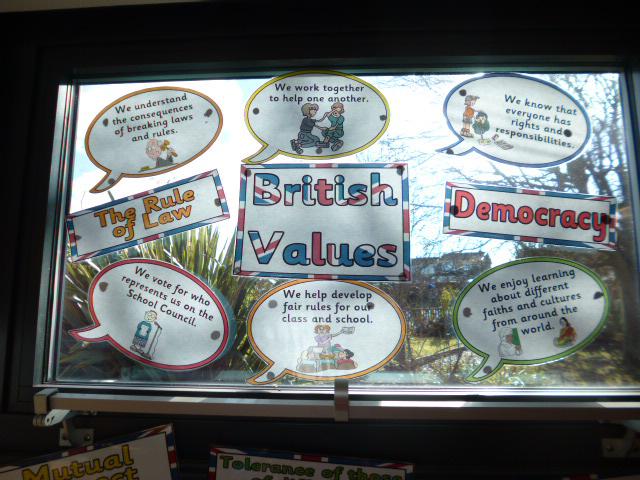 We understand
the consequences
of breaking laws
and rules.
We work together
to help one another.
We know that
everyone has
rights and
responsibilities.
The Rule
of Law
British
Values
Democracy
We vote for who
represents us on the
School Council.
We help develop
fair rules for our
class and school.
We enjoy learning
about different
faiths and cultures
from around the
world.
Mutual
Tolerance of those